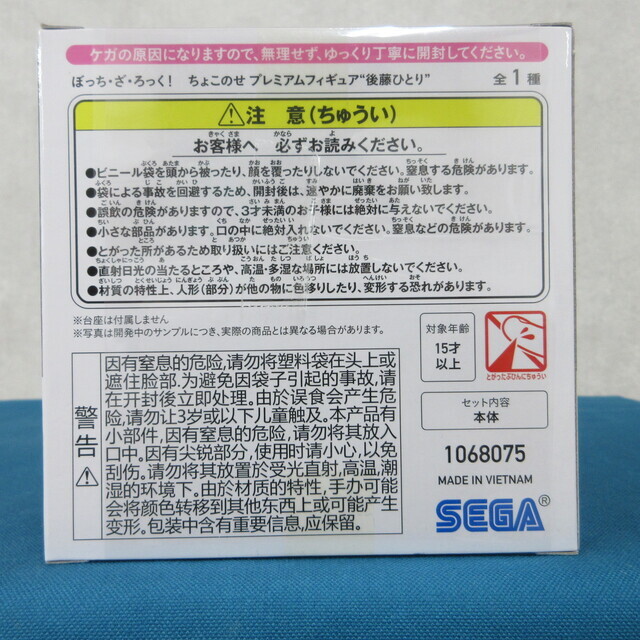 ケガの原因になりますので、無理せず、ゆっくり丁寧に開封してください。
ぼっち・ざ・ろっく! ちょこのせ プレミアムフィギュア“後藤ひとり” 全1種
注 意(ちゅうい)
お客様へ 必ずお読みください。
●ビニール袋を頭から被ったり、顔を覆ったりしないでください。窒息する危険があります。
●袋による事故を回避するため、開封後は、速やかに廃棄をお願い致します。
●誤飲の危険がありますので、3才未満のお子様には絶対に与えないでください。
●小さな部品があります。口の中に絶対入れないでください。窒息などの危険があります。
●とがった所があるため取り扱いにはご注意ください。
●直射日光の当たるところや、高温・多湿な場所には放置しないでください。
●材質の特性上、人形(部分)が他の物に色移りしたり、変形する恐れがあります。
※台座は付属しません
※写真は開発中のサンプルにつき、実際の商品とは異なる場合があります。
対象年齢
15才
以上
とがったぶひんにちゅうい
警告
因有窒息的危险,请勿将塑料袋在头上或
遮住脸部.为避免因袋子引起的事故,请
在开封後立即处理。由於误食会产生危
险,请勿让3岁或以下儿童触及。本产品有
小部件,因有窒息的危险,请勿将其放入
口中。因有尖锐部分,使用时请小心,以免
刮伤。请勿将其放置於受光直射,高温,潮
湿的环境下。由於材质的特性,手办可能
会将颜色转移到其他东西上或可能产生
变形。包装中含有重要信息,应保留。
セット内容
本体
1068075
MADE IN VIETNAM
SEGA®